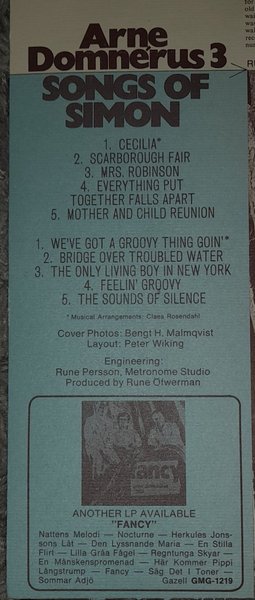 Arne
Domnérus 3
SONGS OF
SIMON
1. CECILIA*
2. SCARBOROUGH FAIR
3. MRS. ROBINSON
4. EVERYTHING PUT
TOGETHER FALLS APART
5. MOTHER AND CHILD REUNION
1. WE'VE GOT A GROOVY THING GOIN'*
2. BRIDGE OVER TROUBLED WATER
3. THE ONLY LIVING BOY IN NEW YORK
4. FEELIN' GROOVY
5. THE SOUNDS OF SILENCE
* Musical Arrangements: Claes Rosendahl
Cover Photos: Bengt H. Malmqvist
Layout: Peter Wiking
Engineering:
Rune Persson, Metronome Studio
Produced by Rune Öfwerman
fancy
ANOTHER LP AVAILABLE
"FANCY"
Nattens Melodi — Nocturne — Herkules Jons-
sons Låt — Den Lyssnande Maria — En Stilla
Flirt — Lilla Gråa Fågel — Regntunga Skyar —
En Månskenspromenad — Här Kommer Pippi
Långstrump — Fancy — Säg Det I Toner —
Sommar Adjö Gazell GMG-1219